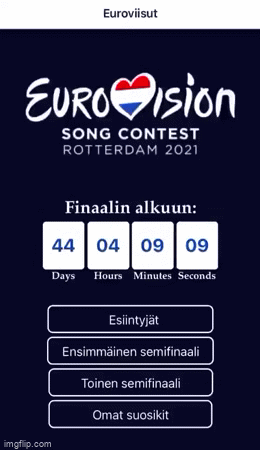 Euroviisut
EUROVISION
SONG CONTEST
ROTTERDAM 2021
Finaalin alkuun:
44 04 09 09
Days Hours Minutes Seconds
Esiintyjät
Ensimmäinen semifinaali
Toinen semifinaali
Omat suosikit
imgflip.com